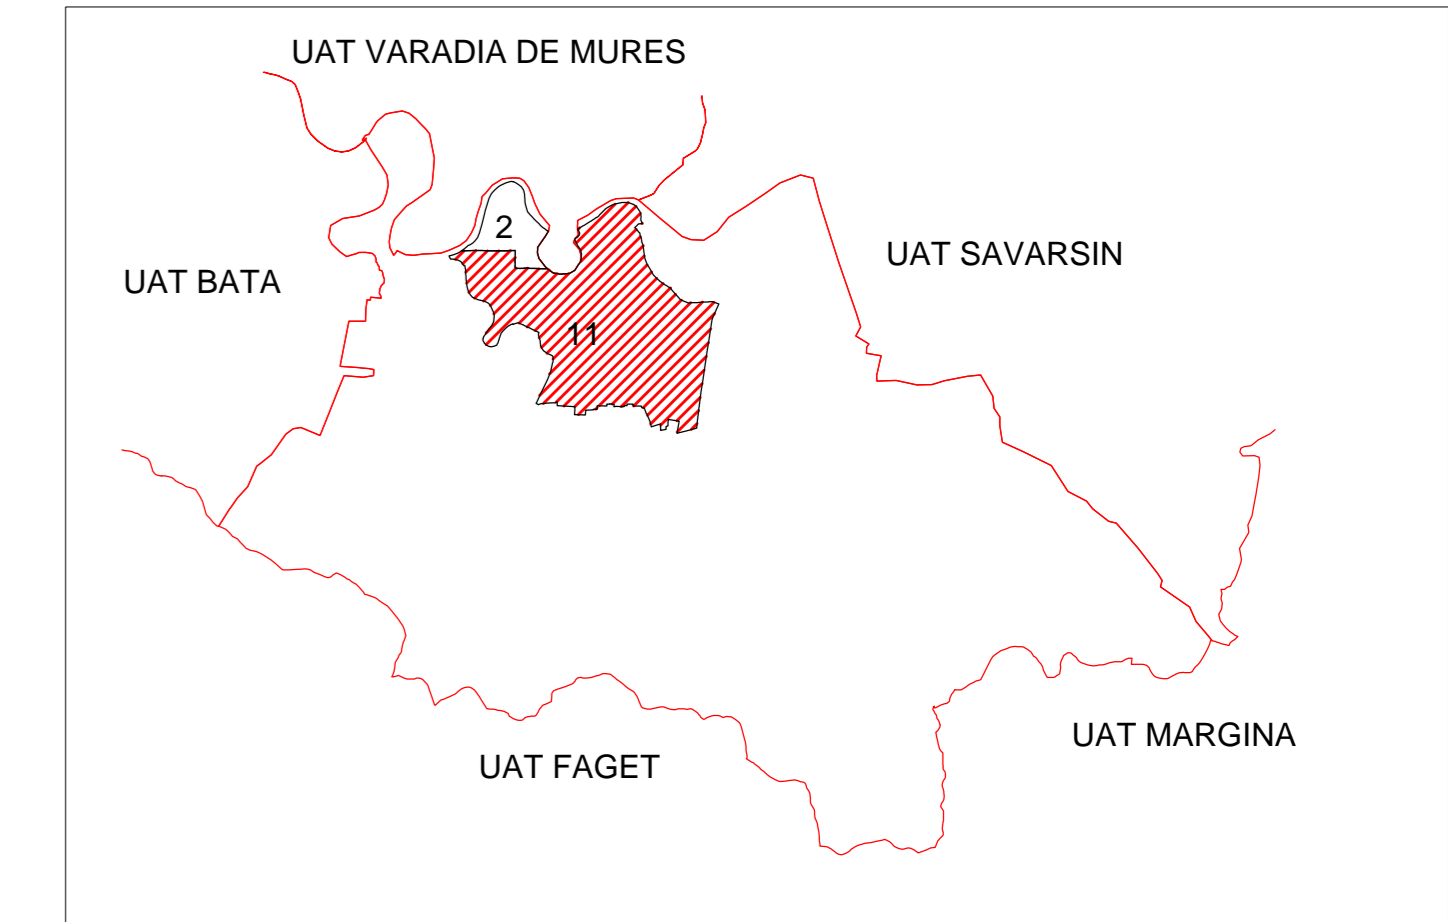 UAT VARADIA DE MURES
2
UAT SAVARSIN
UAT BATA
11
UAT MARGINA
UAT FAGET